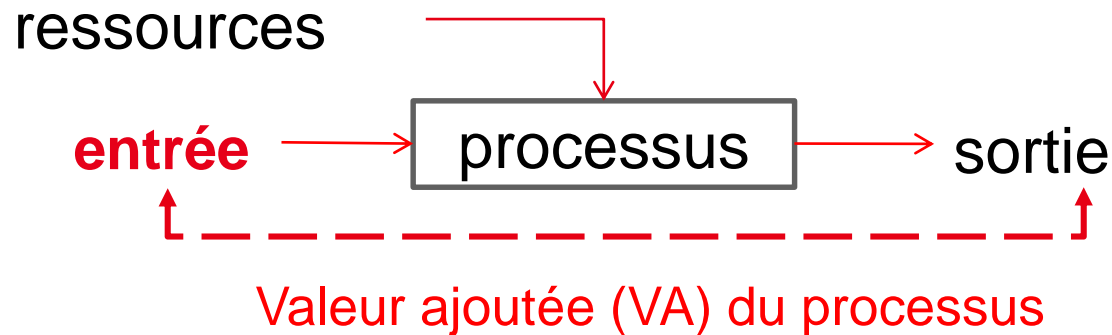 ressources
entrée processus sortie
Valeur ajoutée (VA) du processus